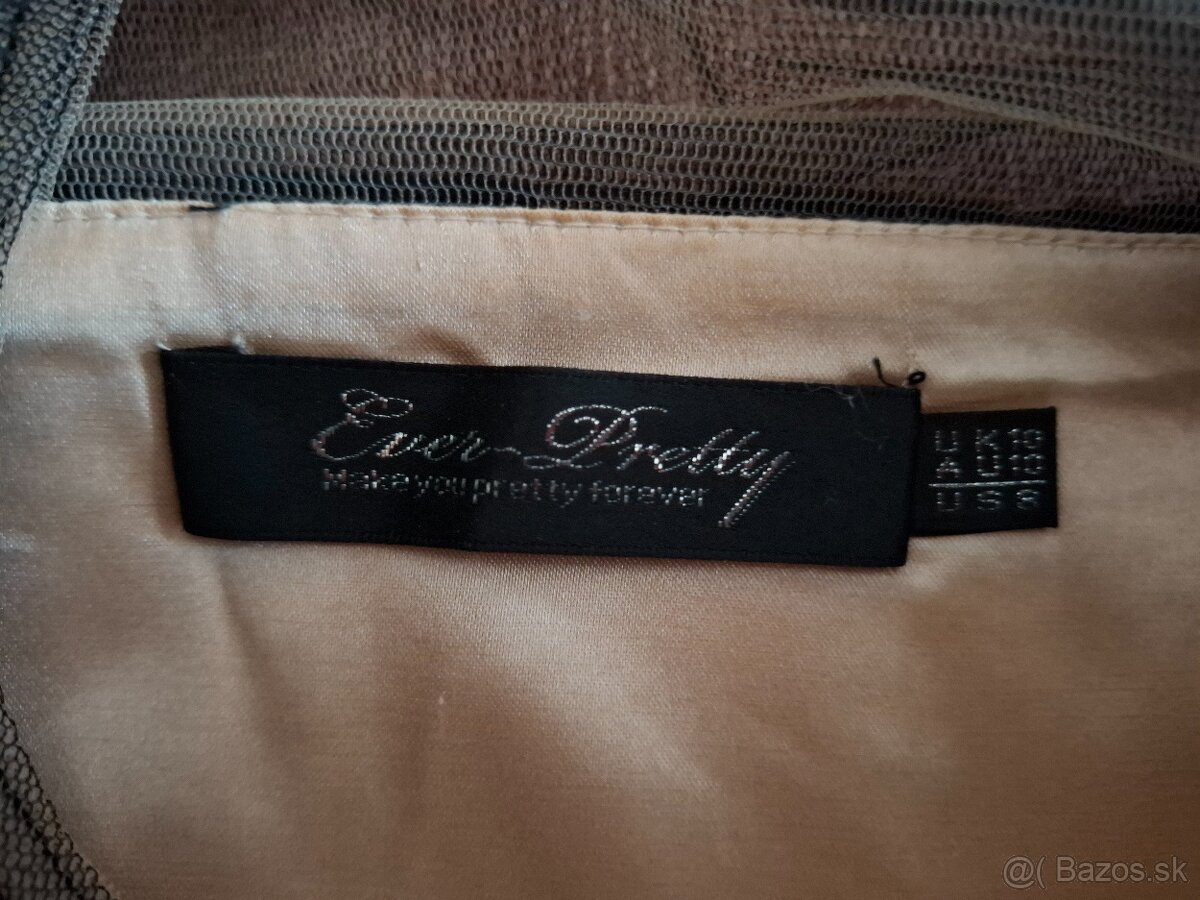 Ever-Pretty
Make you pretty forever
UK 10
AU 10
US 8
@( Bazos.sk